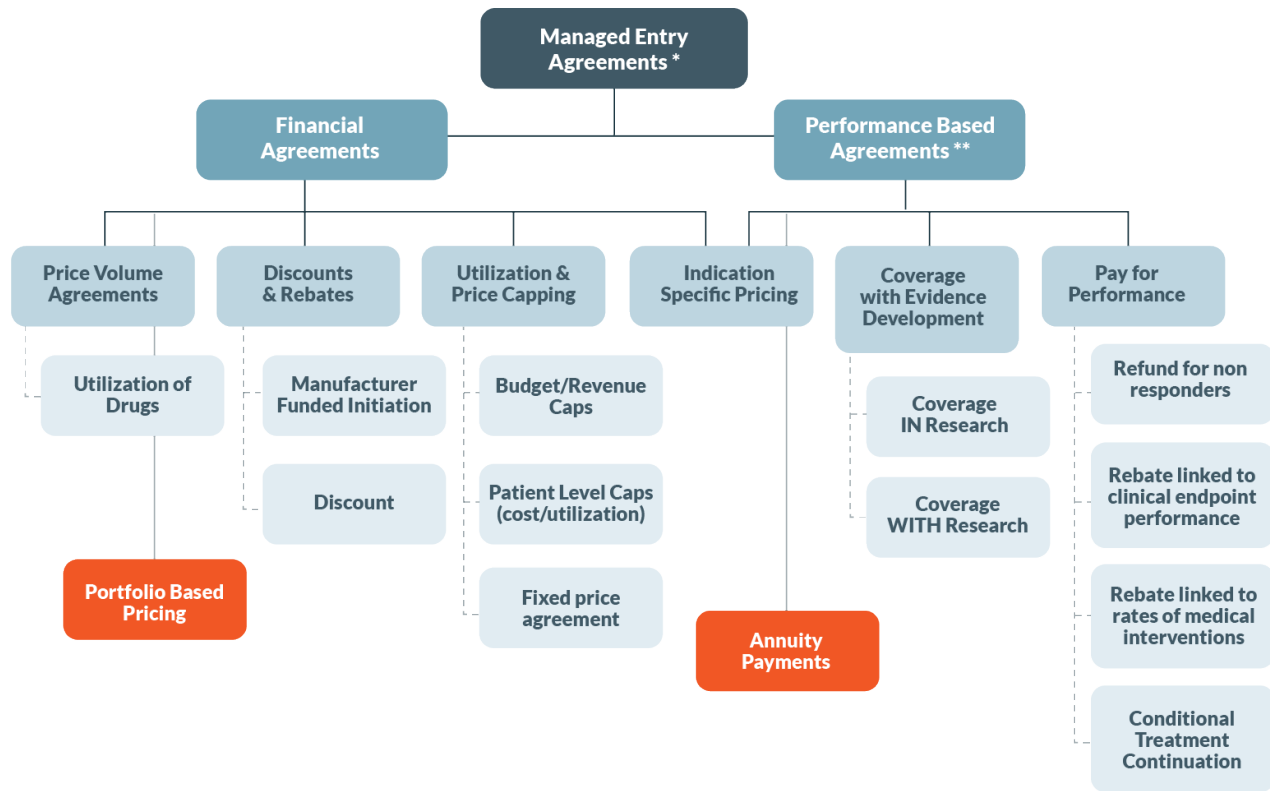 Managed Entry
Agreements *
Financial
Agreements
Performance Based
Agreements **
Price Volume
Agreements
Discounts
& Rebates
Utilization &
Price Capping
Indication
Specific Pricing
Coverage
with Evidence
Development
Pay for
Performance
Utilization of
Drugs
Manufacturer
Funded Initiation
Discount
Budget/Revenue
Caps
Patient Level Caps
(cost/utilization)
Fixed price
agreement
Coverage
IN Research
Coverage
WITH Research
Refund for non
responders
Rebate linked to
clinical endpoint
performance
Rebate linked to
rates of medical
interventions
Conditional
Treatment
Continuation
Portfolio Based
Pricing
Annuity
Payments